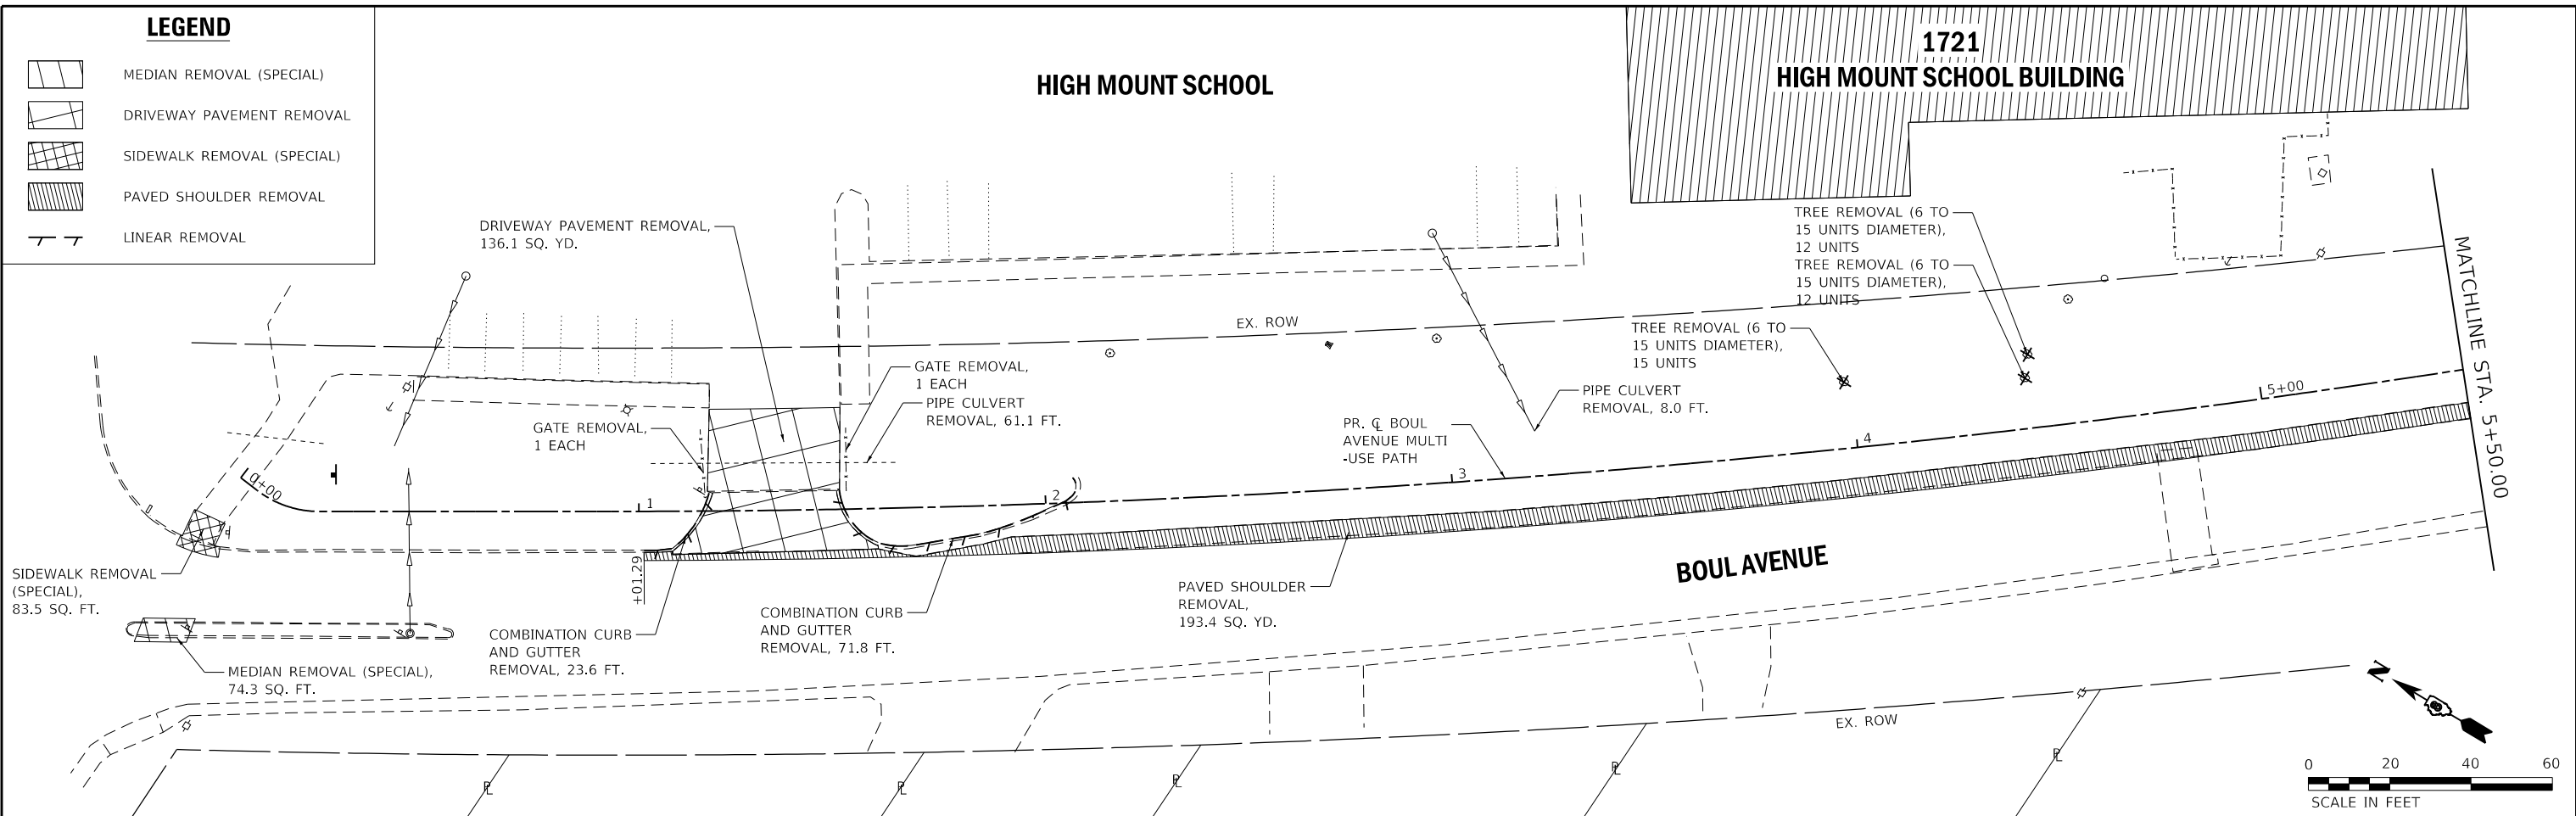 LEGEND
MEDIAN REMOVAL (SPECIAL)
DRIVEWAY PAVEMENT REMOVAL
SIDEWALK REMOVAL (SPECIAL)
PAVED SHOULDER REMOVAL
LINEAR REMOVAL
HIGH MOUNT SCHOOL
1721
HIGH MOUNT SCHOOL BUILDING
DRIVEWAY PAVEMENT REMOVAL,
136.1 SQ. YD.
TREE REMOVAL (6 TO
15 UNITS DIAMETER),
12 UNITS
TREE REMOVAL (6 TO
15 UNITS DIAMETER),
12 UNITS
TREE REMOVAL (6 TO
15 UNITS DIAMETER),
15 UNITS
EX. ROW
MATCHLINE STA. 5+50.00
GATE REMOVAL,
1 EACH
PIPE CULVERT
REMOVAL, 61.1 FT.
GATE REMOVAL,
1 EACH
PIPE CULVERT
REMOVAL, 8.0 FT.
PR. ℄ BOUL
AVENUE MULTI
-USE PATH
0+00
1
2
3
4
5+00
+01.29
SIDEWALK REMOVAL
(SPECIAL),
83.5 SQ. FT.
COMBINATION CURB
AND GUTTER
REMOVAL, 23.6 FT.
COMBINATION CURB
AND GUTTER
REMOVAL, 71.8 FT.
PAVED SHOULDER
REMOVAL,
193.4 SQ. YD.
BOUL AVENUE
MEDIAN REMOVAL (SPECIAL),
74.3 SQ. FT.
EX. ROW
N
PL
PL
PL
PL
PL
0 20 40 60
SCALE IN FEET